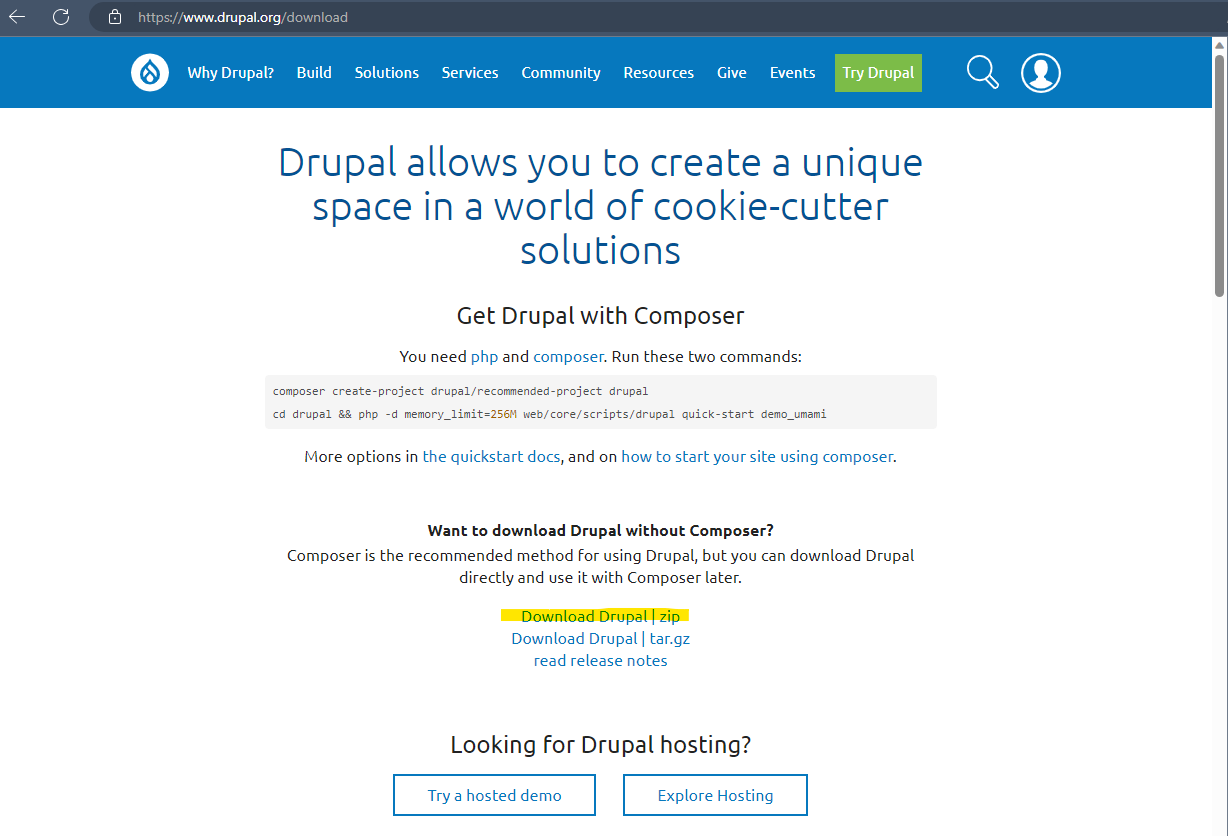 https://www.drupal.org/download
Why Drupal? Build Solutions Services Community Resources Give Events Try Drupal
Drupal allows you to create a unique
space in a world of cookie-cutter
solutions
Get Drupal with Composer
You need php and composer. Run these two commands:
composer create-project drupal/recommended-project drupal
cd drupal && php -d memory_limit=256M web/core/scripts/drupal quick-start demo_umami
More options in the quickstart docs, and on how to start your site using composer.
Want to download Drupal without Composer?
Composer is the recommended method for using Drupal, but you can download Drupal
directly and use it with Composer later.
Download Drupal | zip
Download Drupal | tar.gz
read release notes
Looking for Drupal hosting?
Try a hosted demo Explore Hosting